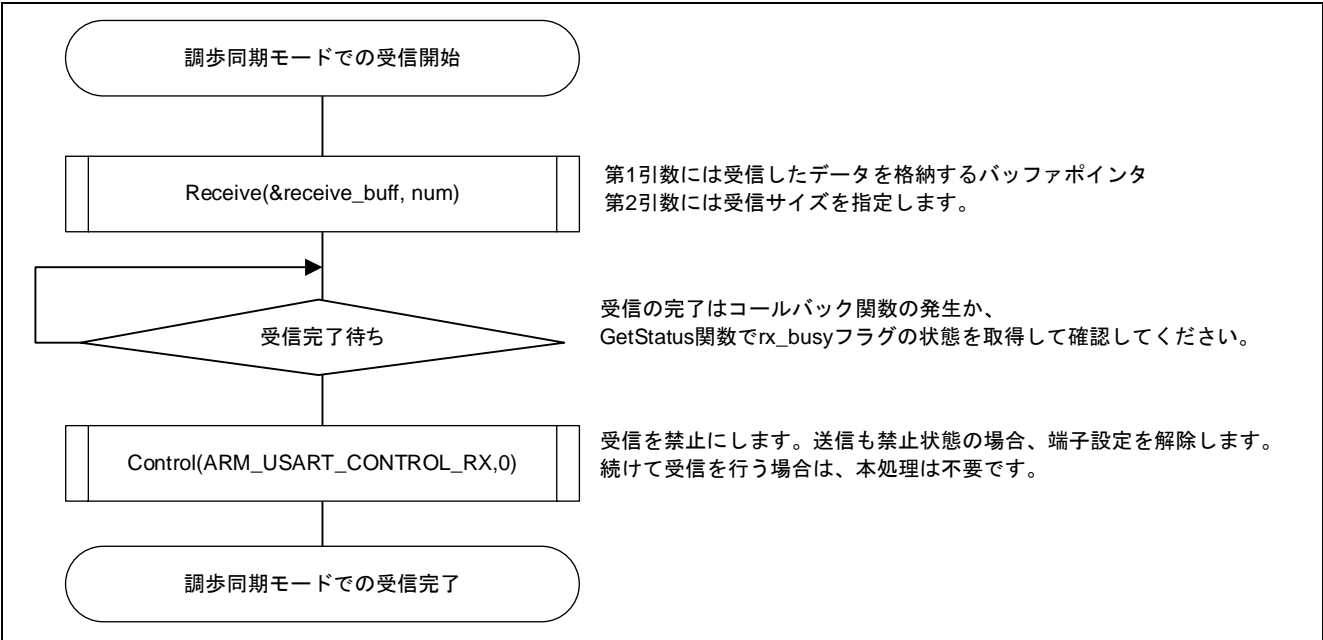 調歩同期モードでの受信開始
Receive(&receive_buff, num)
第1引数には受信したデータを格納するバッファポインタ
第2引数には受信サイズを指定します。
受信完了待ち
受信の完了はコールバック関数の発生か、
GetStatus関数でrx_busyフラグの状態を取得して確認してください。
Control(ARM_USART_CONTROL_RX,0)
受信を禁止にします。送信も禁止状態の場合、端子設定を解除します。
続けて受信を行う場合は、本処理は不要です。
調歩同期モードでの受信完了